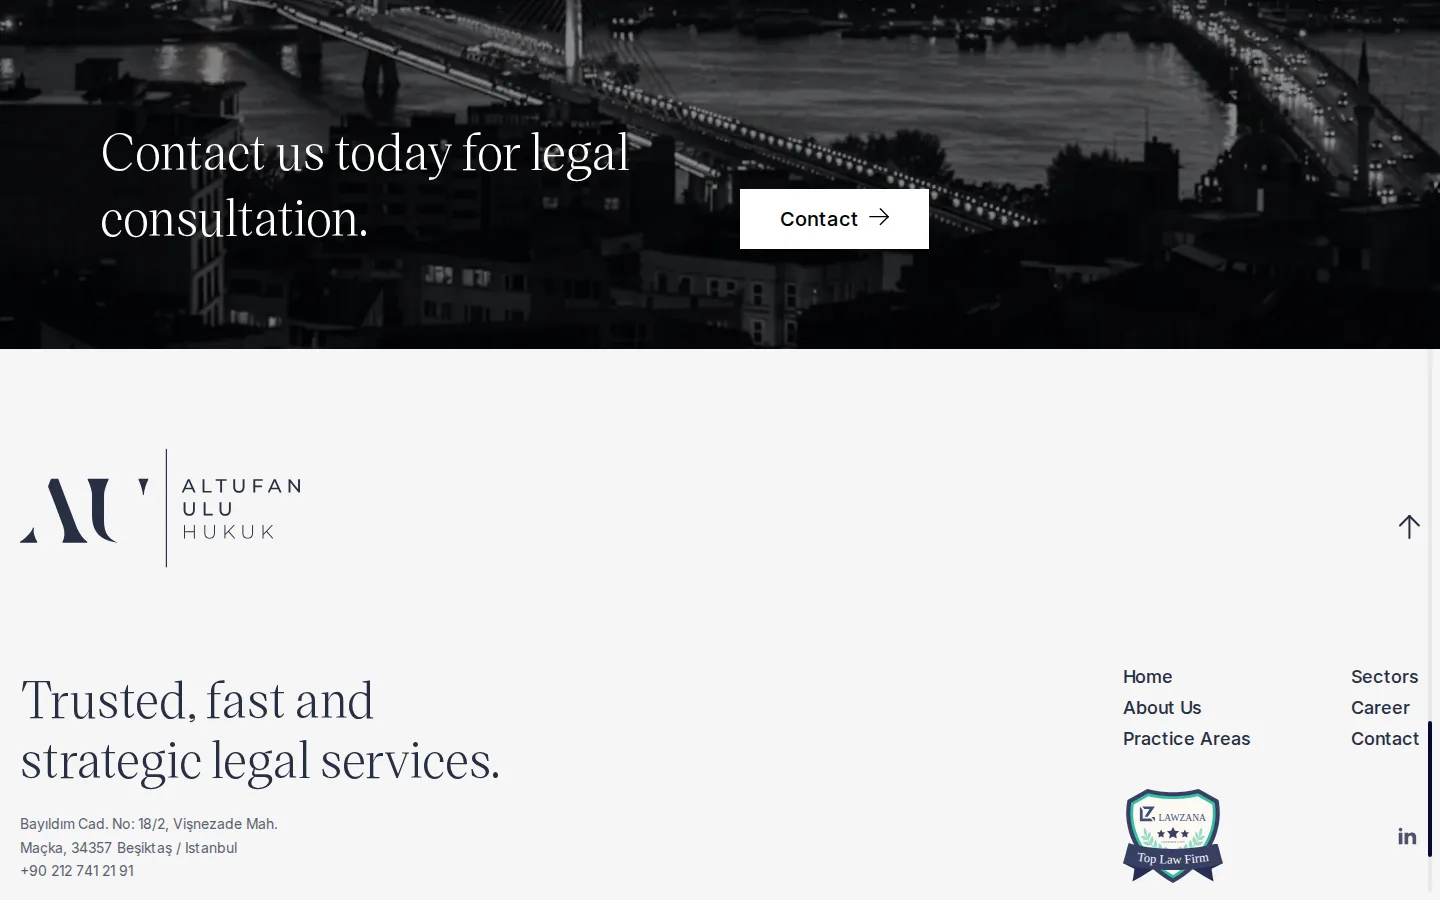 Contact us today for legal
consultation.
Contact
ALTUFAN
ULU
HUKUK
Trusted, fast and
strategic legal services.
Bayıldım Cad. No: 18/2, Vişnezade Mah.
Maçka, 34357 Beşiktaş / Istanbul
+90 212 741 21 91
Home
About Us
Practice Areas
Sectors
Career
Contact
LAWZANA
Top Law Firm
in